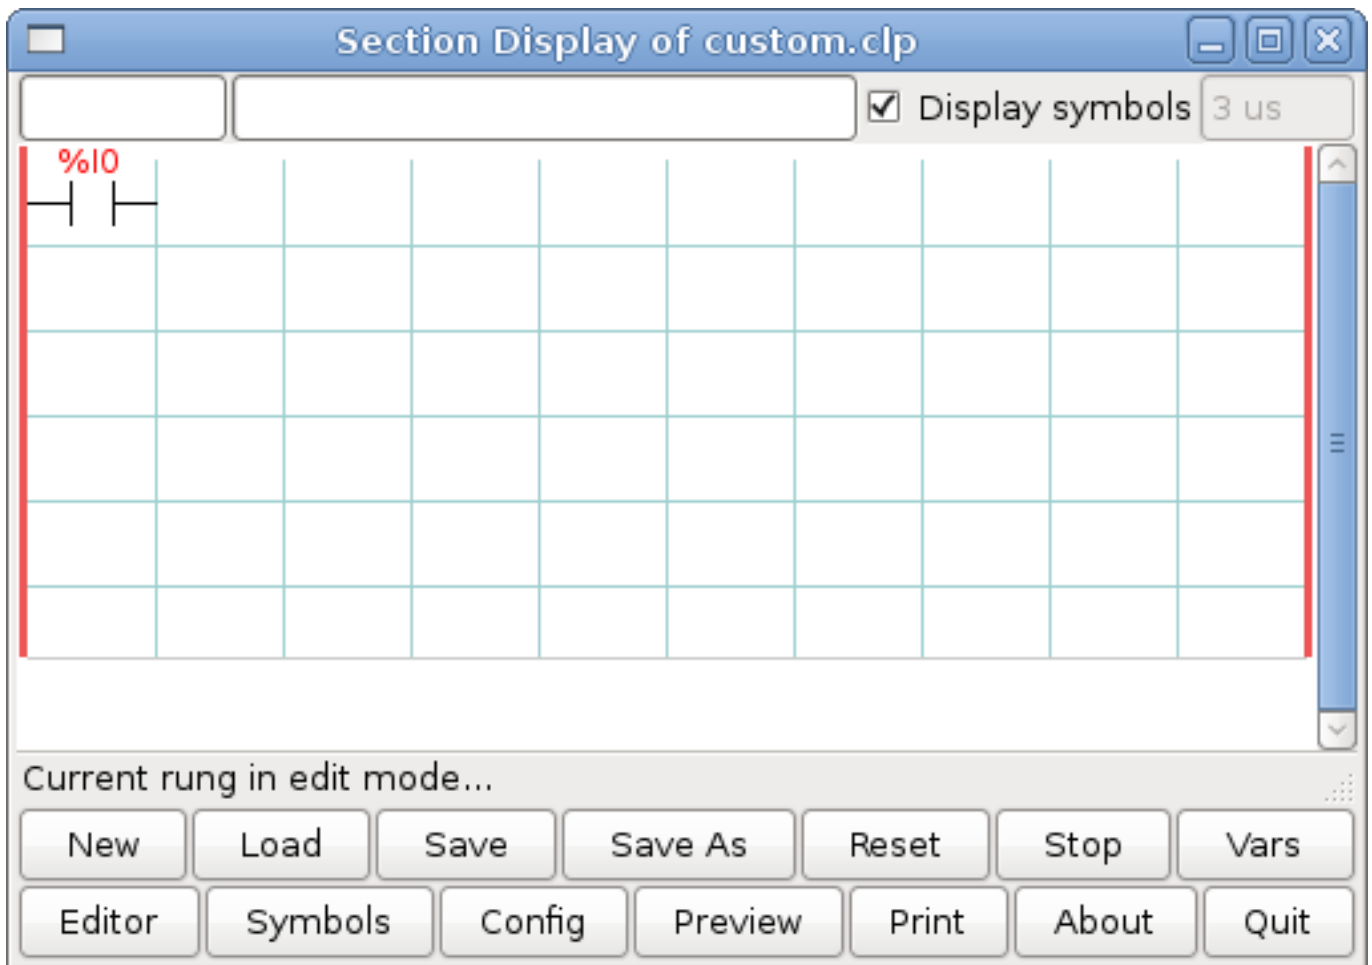 Section Display of custom.clp
Display symbols 3 us
%I0
Current rung in edit mode...
New Load Save Save As Reset Stop Vars
Editor Symbols Config Preview Print About Quit